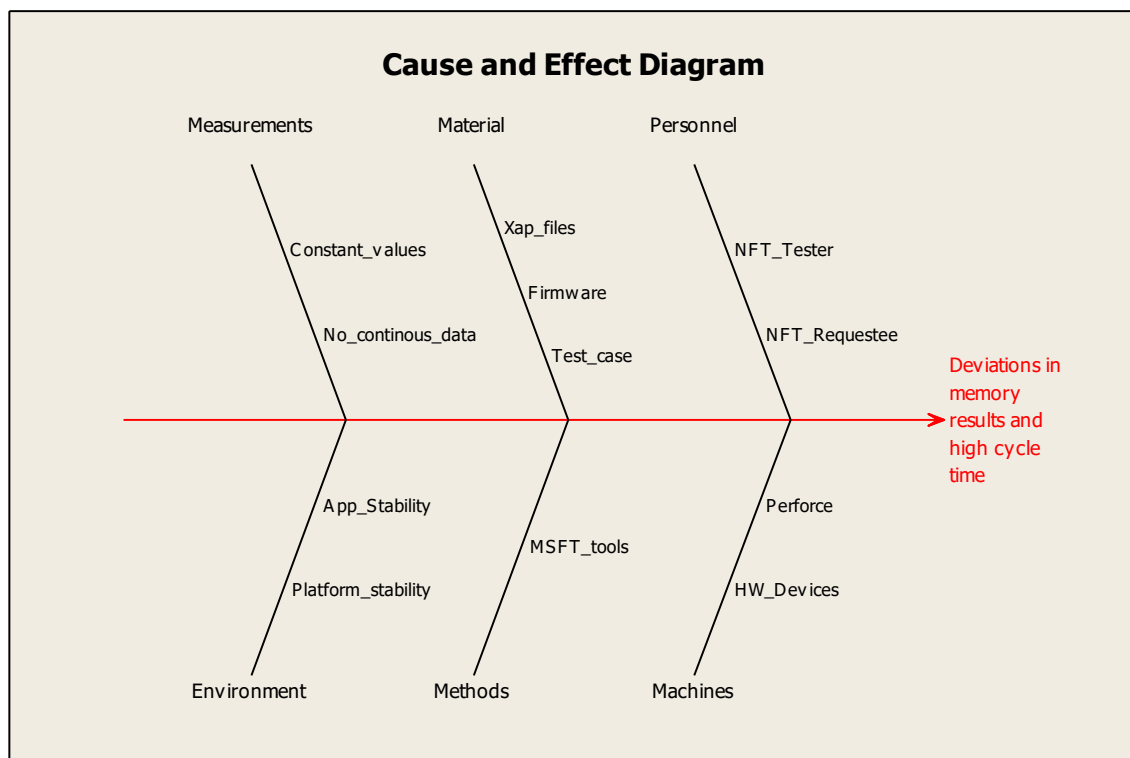 Cause and Effect Diagram
Measurements
Material
Personnel
Xap_files
Constant_values
NFT_Tester
Firmware
No_continous_data
NFT_Requestee
Test_case
Deviations in
memory
results and
high cycle
time
App_Stability
Perforce
MSFT_tools
Platform_stability
HW_Devices
Environment
Methods
Machines